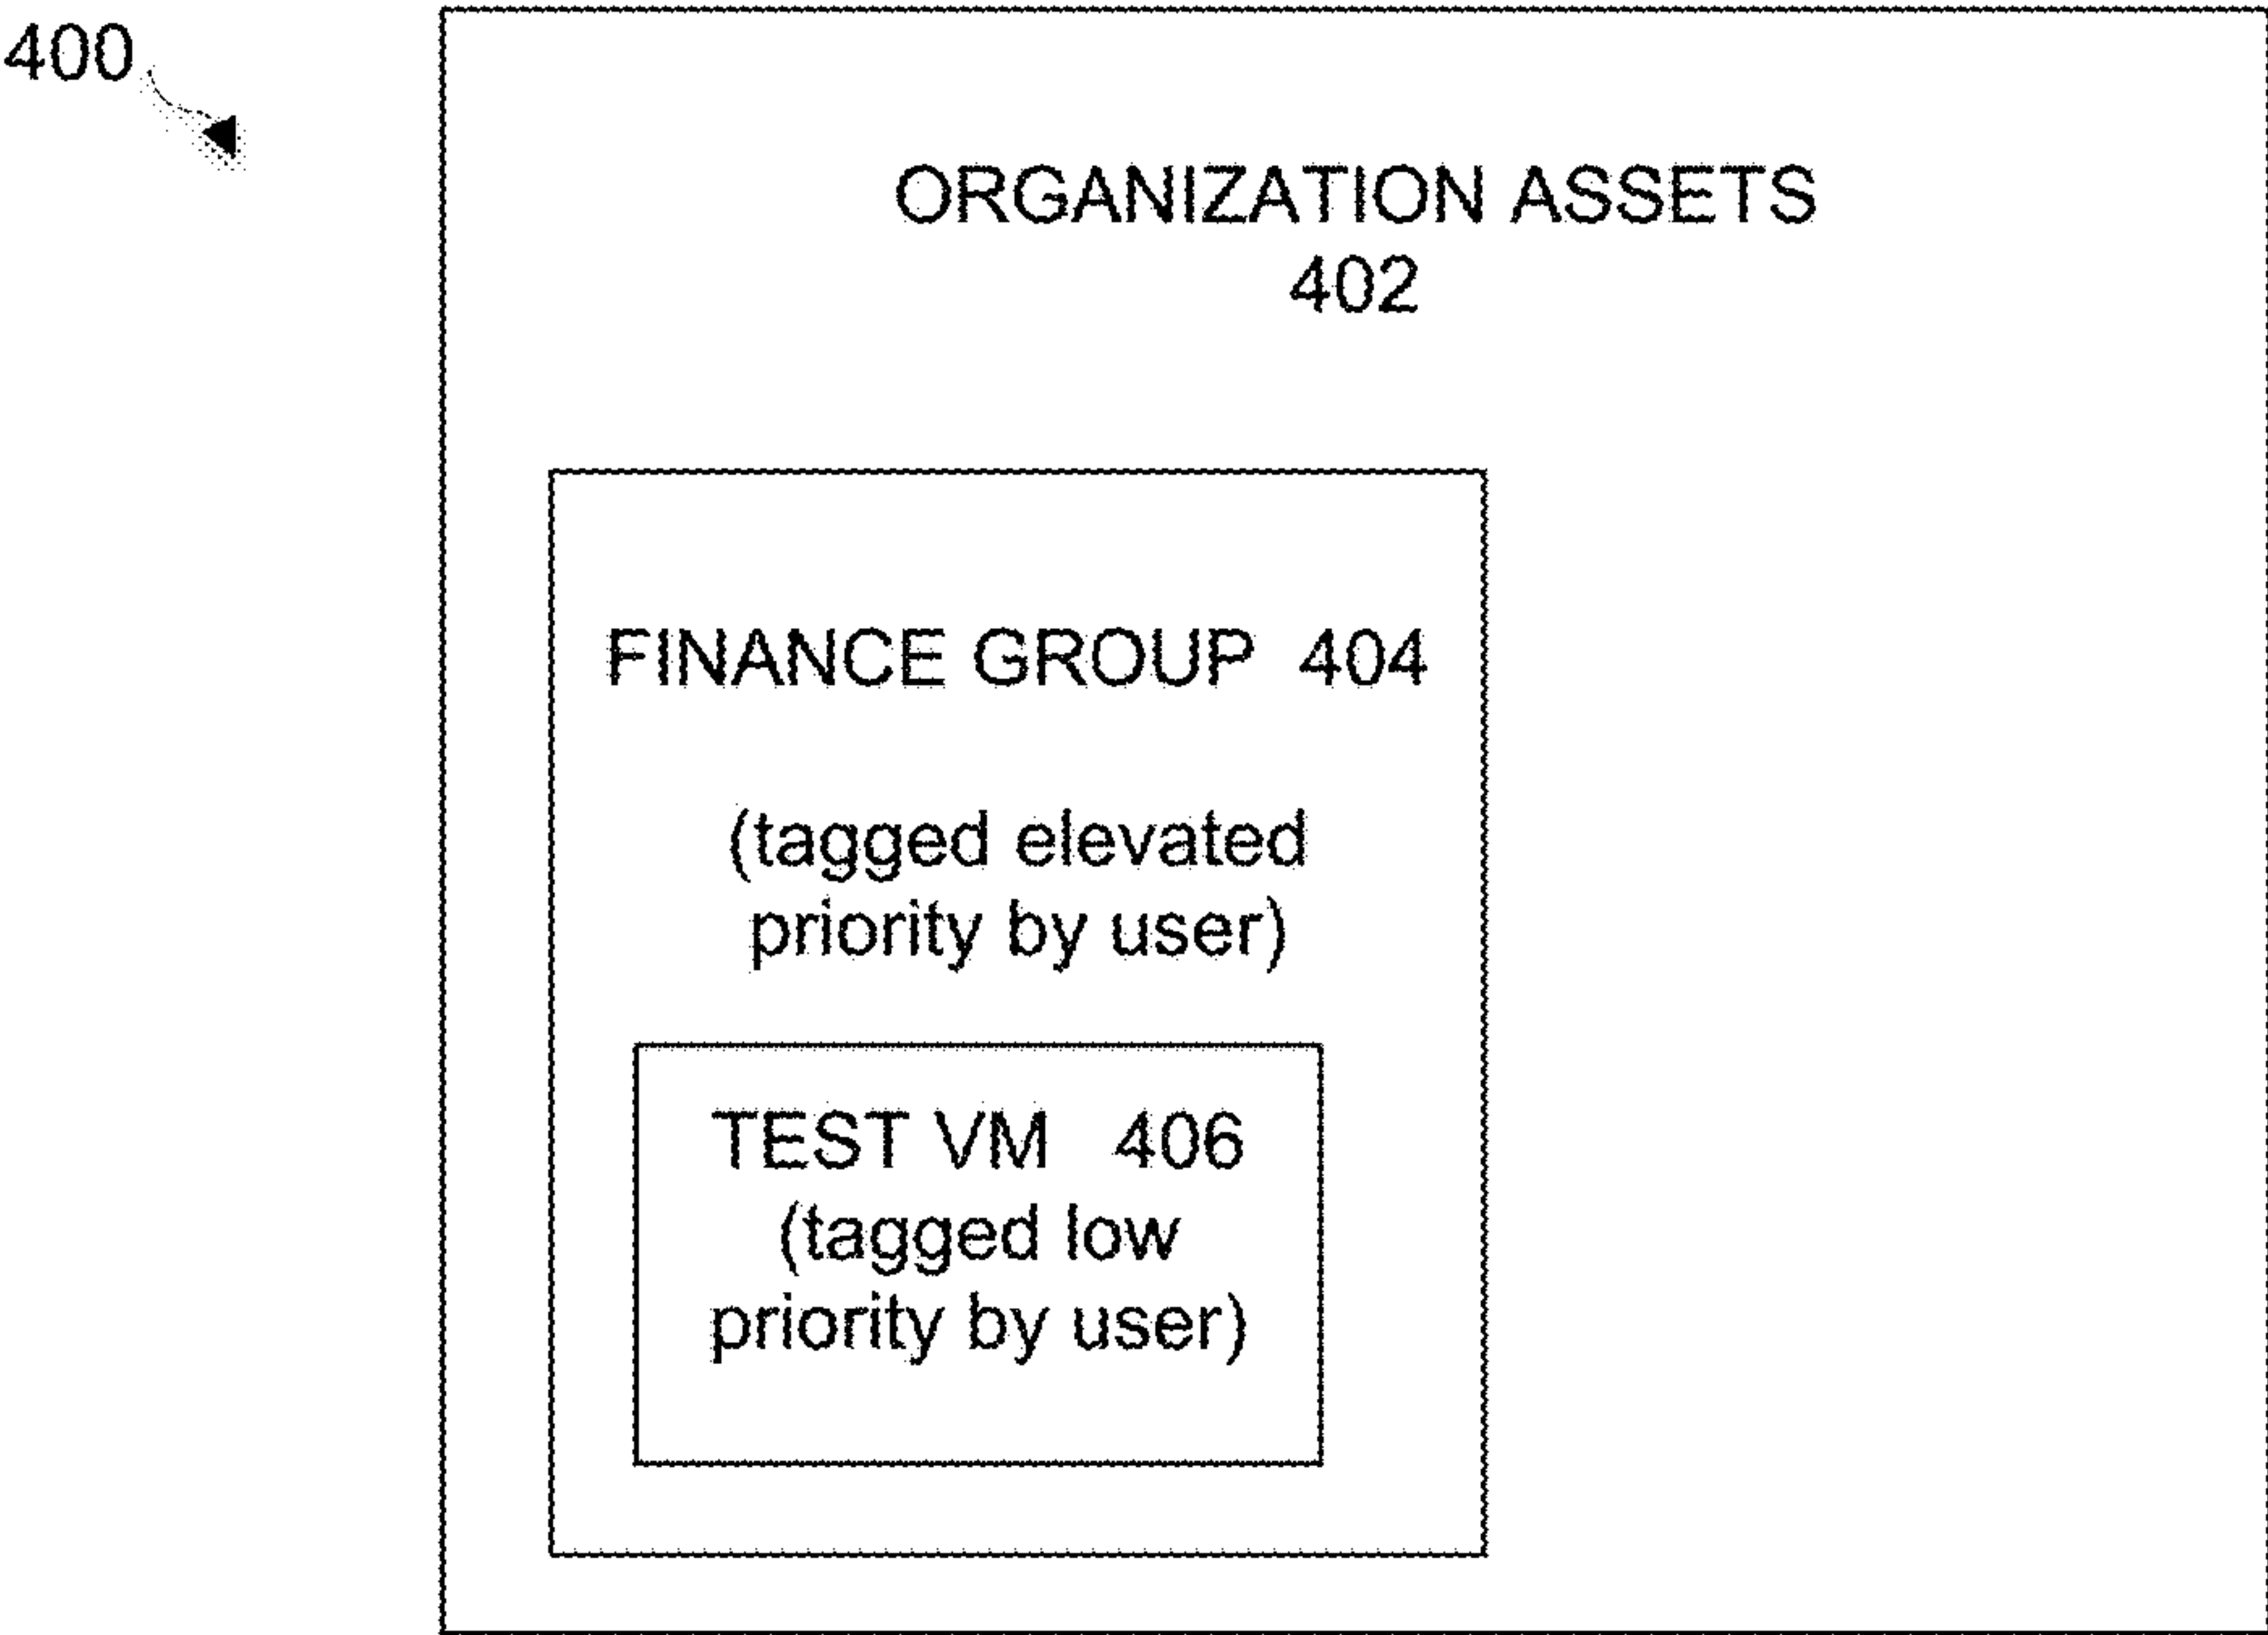 400
ORGANIZATION ASSETS
402
FINANCE GROUP 404
(tagged elevated
priority by user)
TEST VM 406
(tagged low
priority by user)